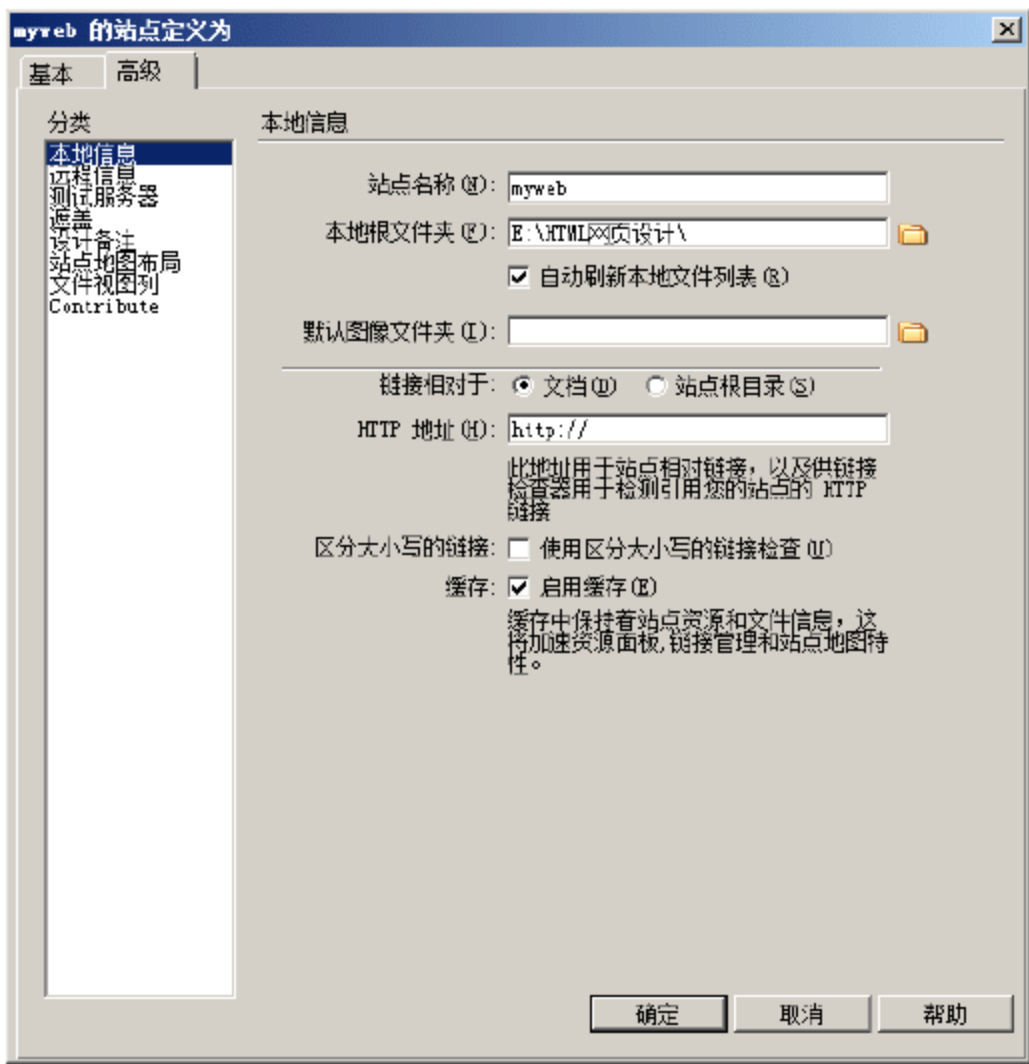 myweb 的站点定义为
基本 高级
分类
本地信息
远程信息
测试服务器
遮盖
设计备注
站点地图布局
文件视图列
Contribute
本地信息
站点名称(N): myweb
本地根文件夹(F): E:\HTML网页设计\
自动刷新本地文件列表(R)
默认图像文件夹(I):
链接相对于: 文档(D) 站点根目录(S)
HTTP 地址(H): http://
此地址用于站点相对链接，以及供链接
检查器用于检测引用您的站点的 HTTP
链接
区分大小写的链接: 使用区分大小写的链接检查(U)
缓存: 启用缓存(E)
缓存中保持着站点资源和文件信息，这
将加速资源面板,链接管理和站点地图特
性。
确定 取消 帮助